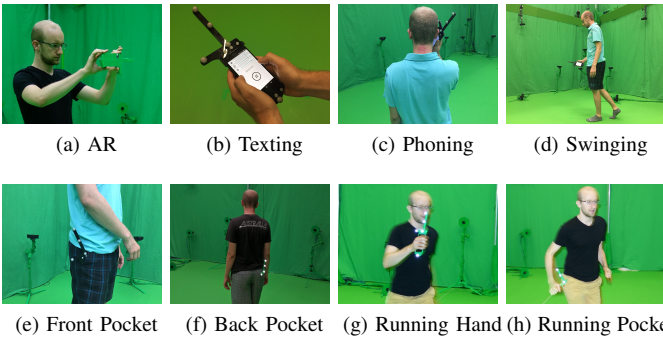 (a) AR
(b) Texting
(c) Phoning
(d) Swinging
(e) Front Pocket
(f) Back Pocket
(g) Running Hand
(h) Running Pocke